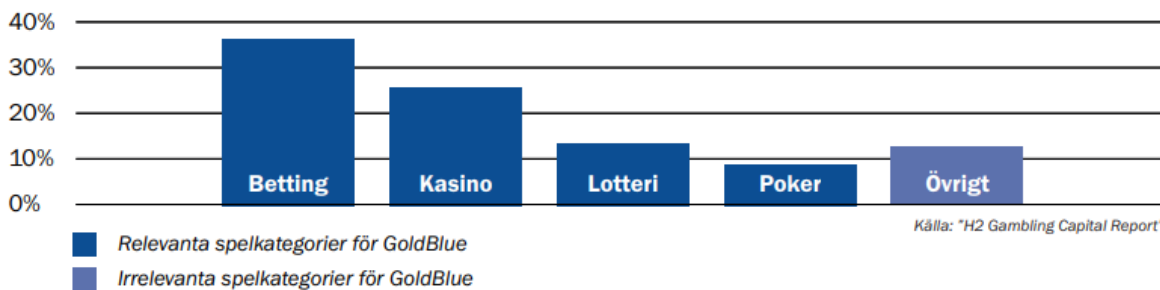 40%
30%
20%
10%
0%
Betting
Kasino
Lotteri
Poker
Övrigt
Källa: "H2 Gambling Capital Report"
Relevanta spelkategorier för GoldBlue
Irrelevanta spelkategorier för GoldBlue